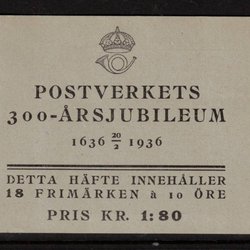 POSTVERKETS
300-ÅRSJUBILEUM
1636 20/2 1936
DETTA HÄFTE INNEHÅLLER
18 FRIMÄRKEN à 10 ÖRE
PRIS KR. 1:80